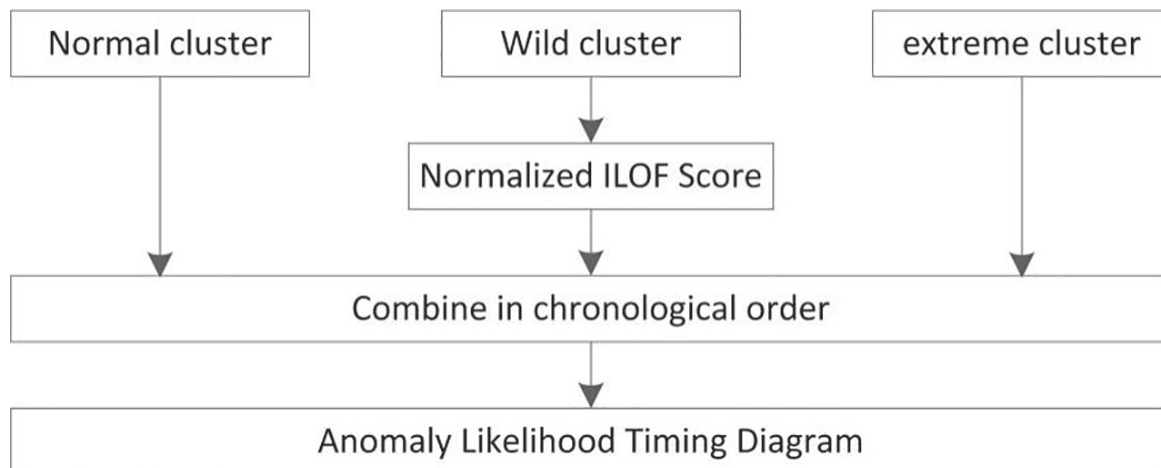 Normal cluster
Wild cluster
extreme cluster
Normalized ILOF Score
Combine in chronological order
Anomaly Likelihood Timing Diagram